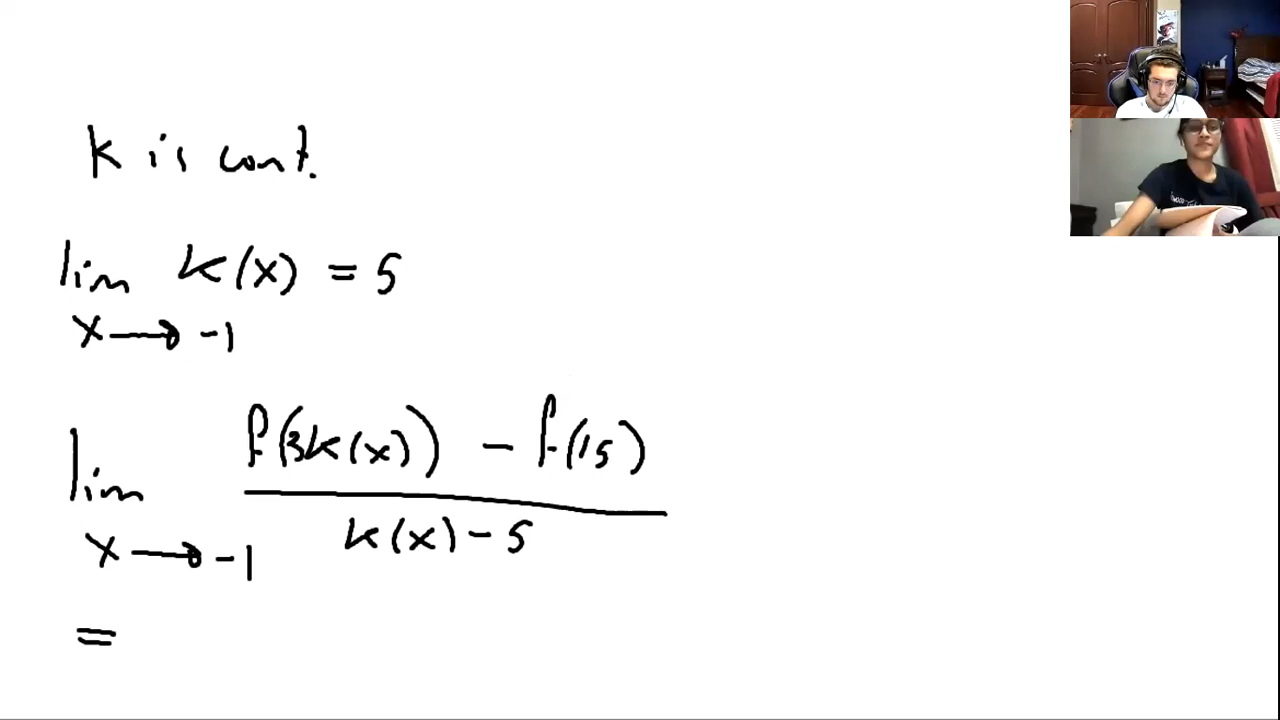 k is cont.
lim k(x) = 5
x → -1
f(3k(x)) - f(15)
lim
k(x) - 5
x → -1
=